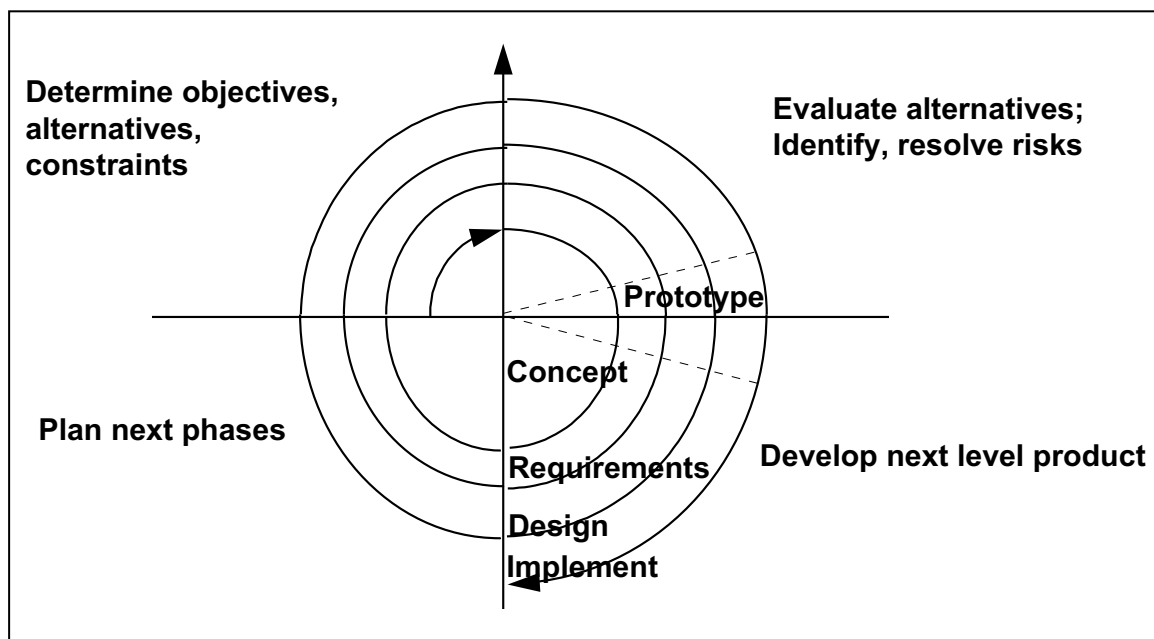 Determine objectives,
alternatives,
constraints
Evaluate alternatives;
Identify, resolve risks
Prototype
Concept
Plan next phases
Develop next level product
Requirements
Design
Implement